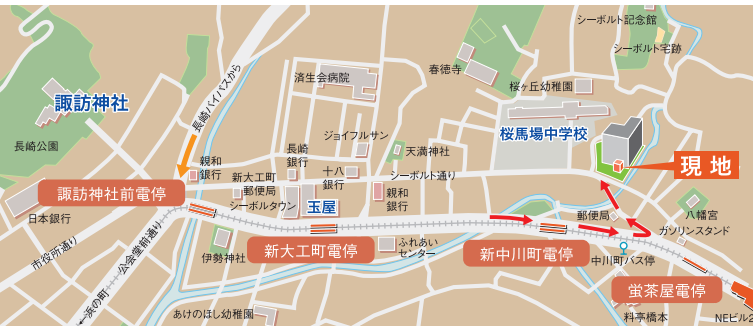 シーボルト記念館
シーボルト宅跡
春徳寺
済生会病院
桜ヶ丘幼稚園
諏訪神社
長崎バイパスから
ジョイフルサン
桜馬場中学校
長崎公園
天満神社
現地
親和
銀行
新大工町
郵便局
長崎
銀行
十八
銀行
シーボルト通り
諏訪神社前電停
シーボルトタウン
玉屋
親和
銀行
日本銀行
郵便局
八幡宮
ガソリンスタンド
市役所通り
公会堂前通り
伊勢神社
新大工町電停
ふれあい
センター
新中川町電停
中川町バス停
←浜の町
蛍茶屋電停
あけのほし幼稚園
料亭橋本
NEビル2